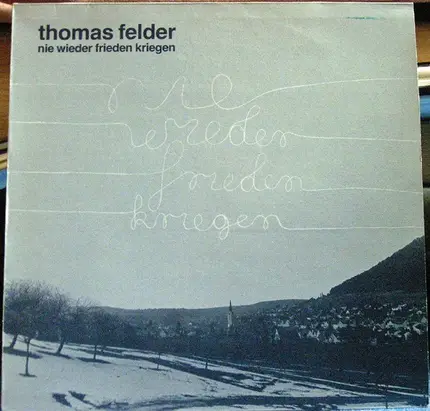 thomas felder
nie wieder frieden kriegen
nie
wieder
frieden
kriegen